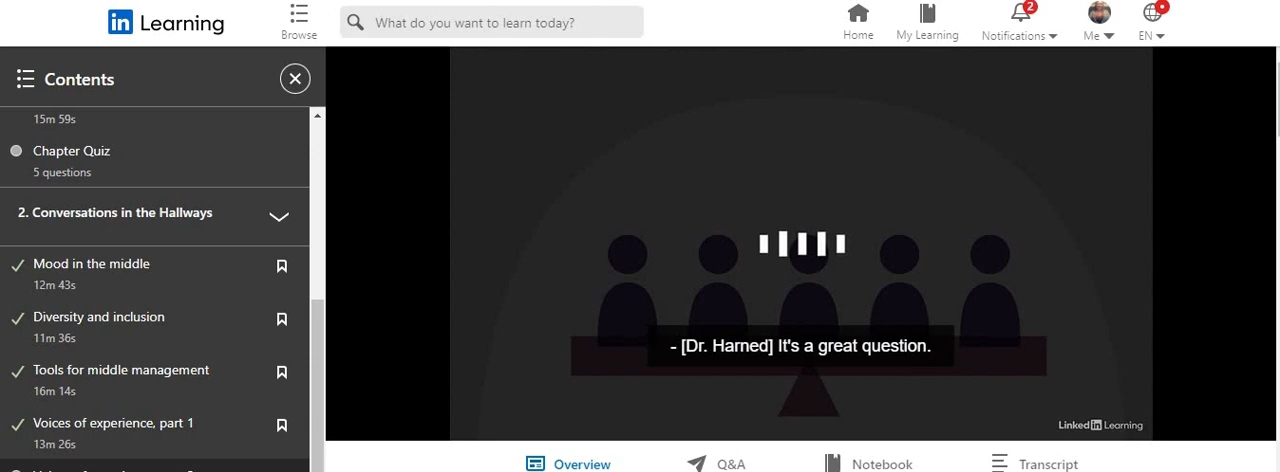 in Learning
Browse
What do you want to learn today?
Home
My Learning
2
Notifications
Me
EN
Contents
15m 59s
Chapter Quiz
5 questions
2. Conversations in the Hallways
Mood in the middle
12m 43s
Diversity and inclusion
11m 36s
Tools for middle management
16m 14s
Voices of experience, part 1
13m 26s
- [Dr. Harned] It's a great question.
Linked in Learning
Overview
Q&A
Notebook
Transcript